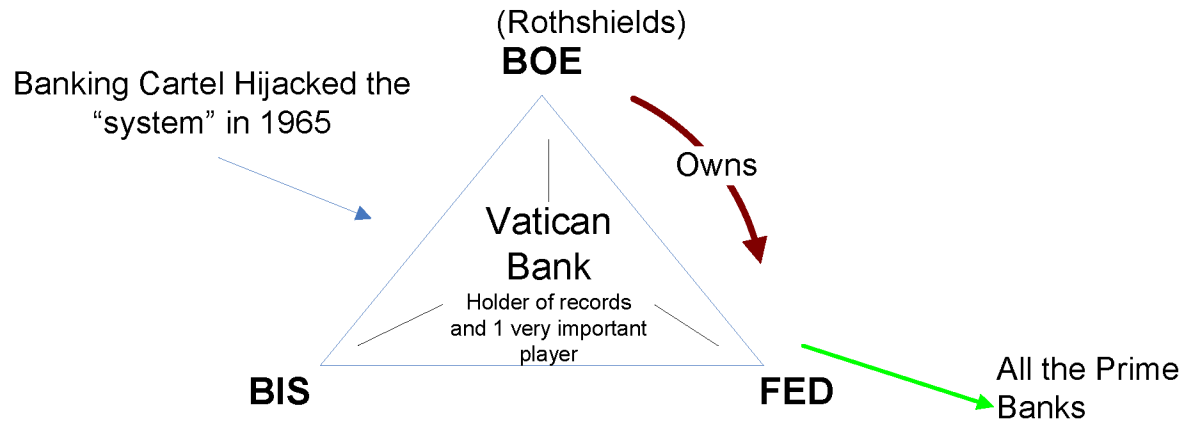 (Rothshields)
BOE
Banking Cartel Hijacked the
“system” in 1965
Owns
Vatican
Bank
Holder of records
and 1 very important
player
BIS
FED
All the Prime
Banks